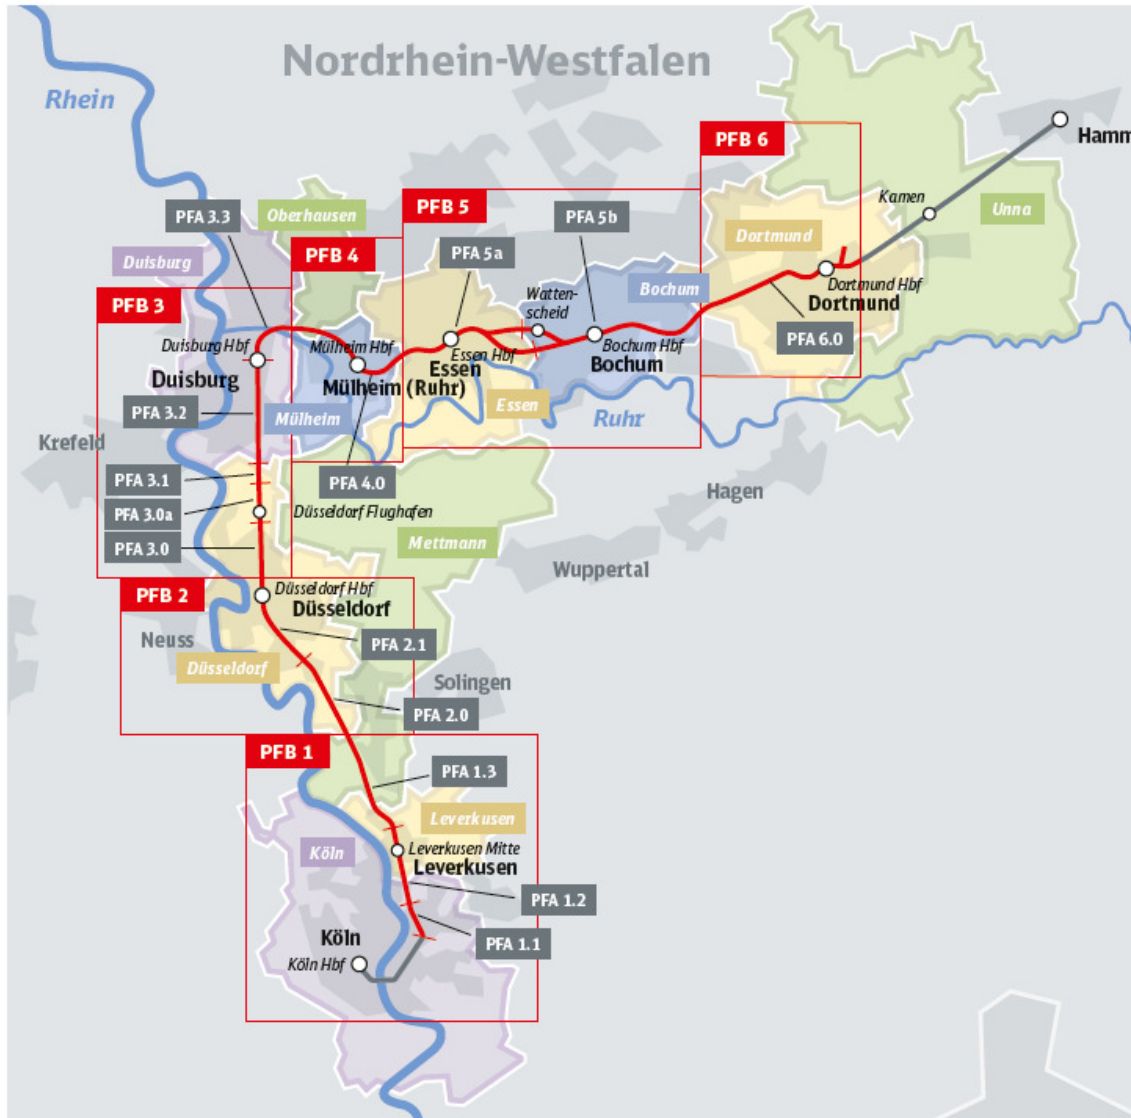 Nordrhein-Westfalen
Rhein
Hamm
PFB 6
Kamen
Unna
PFA 3.3
Oberhausen
PFB 5
PFA 5b
Dortmund
PFA 5a
Duisburg
PFB 4
Watten-
scheid
Bochum
Dortmund Hbf
Dortmund
PFB 3
Duisburg Hbf
Mülheim Hbf
Essen Hbf
Essen
Bochum Hbf
Bochum
PFA 6.0
Duisburg
Mülheim (Ruhr)
PFA 3.2
Mülheim
Essen
Ruhr
Krefeld
PFA 3.1
PFA 4.0
Hagen
PFA 3.0a
Düsseldorf Flughafen
PFA 3.0
Mettmann
Wuppertal
PFB 2
Düsseldorf Hbf
Düsseldorf
Neuss
PFA 2.1
Düsseldorf
Solingen
PFA 2.0
PFB 1
PFA 1.3
Leverkusen
Köln
Leverkusen Mitte
Leverkusen
PFA 1.2
Köln
PFA 1.1
Köln Hbf